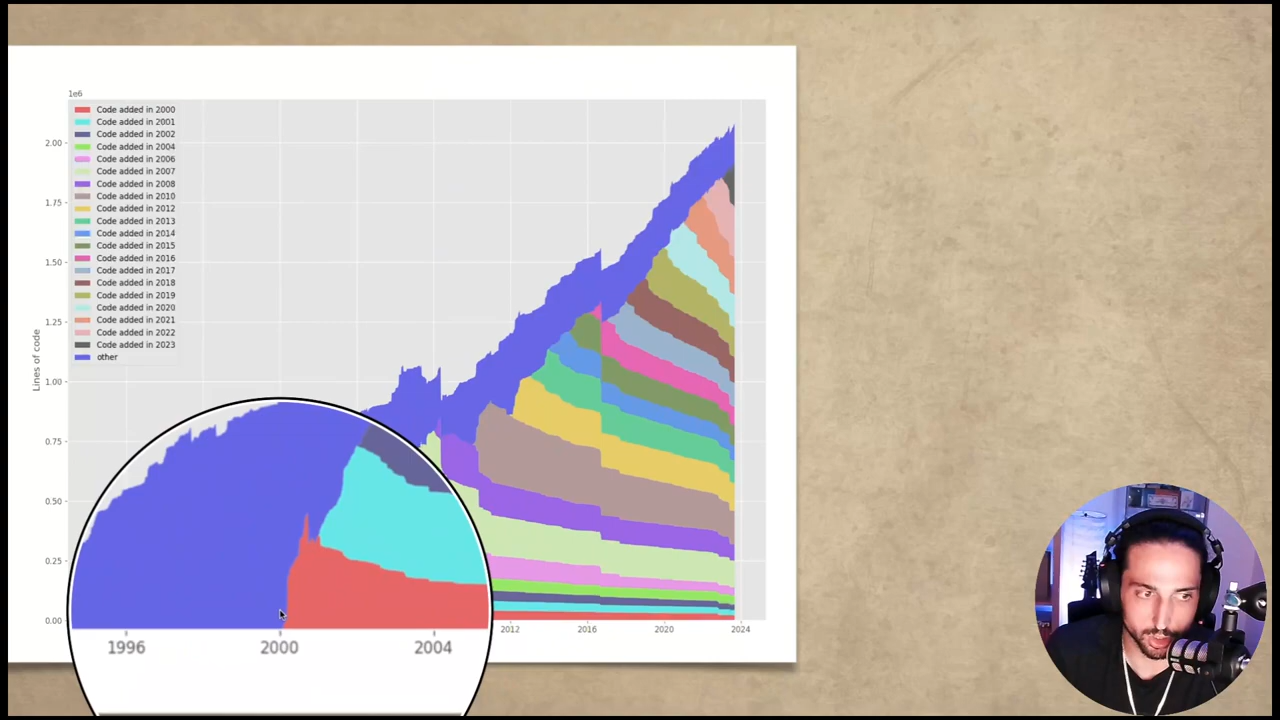 1e6
Code added in 2000
Code added in 2001
Code added in 2002
Code added in 2004
Code added in 2006
Code added in 2007
Code added in 2008
Code added in 2010
Code added in 2012
Code added in 2013
Code added in 2014
Code added in 2015
Code added in 2016
Code added in 2017
Code added in 2018
Code added in 2019
Code added in 2020
Code added in 2021
Code added in 2022
Code added in 2023
other
Lines of code
2.00
1.75
1.50
1.25
1.00
0.75
0.50
0.25
0.00
1996 2000 2004
2012 2016 2020 2024